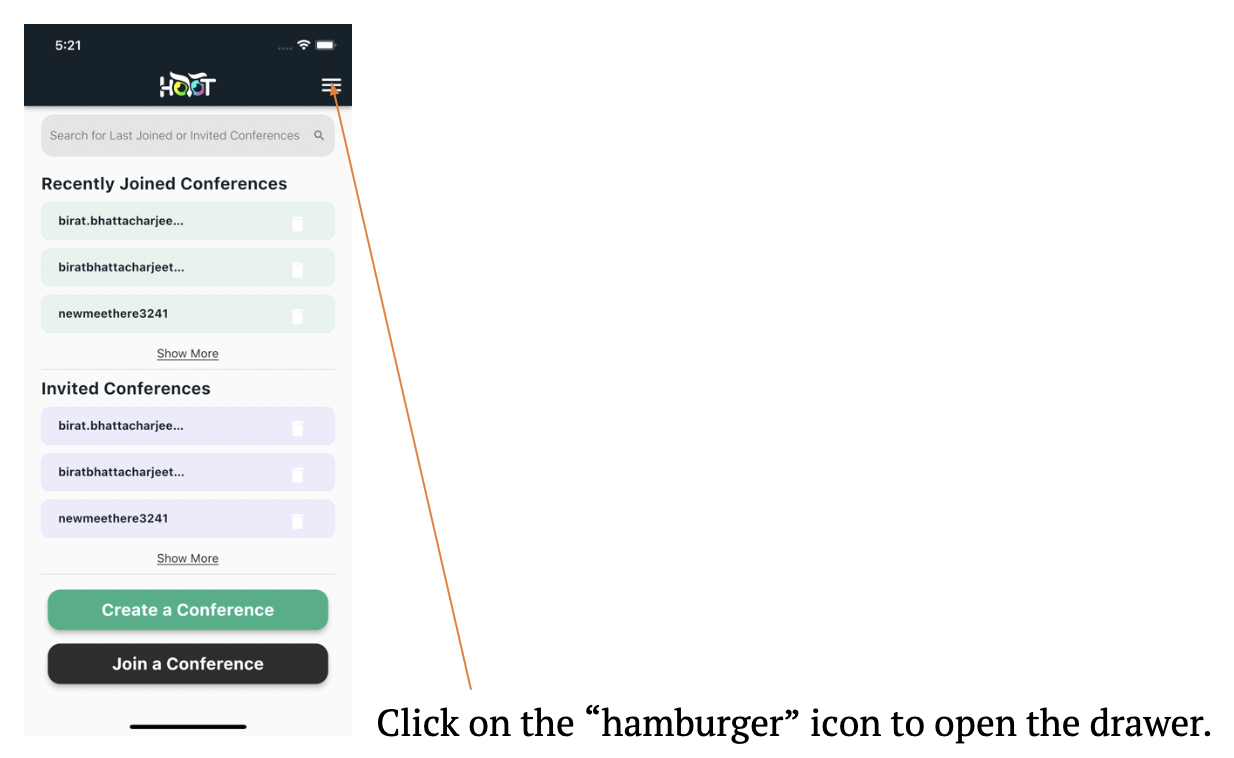 5:21
HOOT
Search for Last Joined or Invited Conferences
Recently Joined Conferences
birat.bhattacharjee...
biratbhattacharjeet...
newmeethere3241
Show More
Invited Conferences
birat.bhattacharjee...
biratbhattacharjeet...
newmeethere3241
Show More
Create a Conference
Join a Conference
Click on the “hamburger” icon to open the drawer.